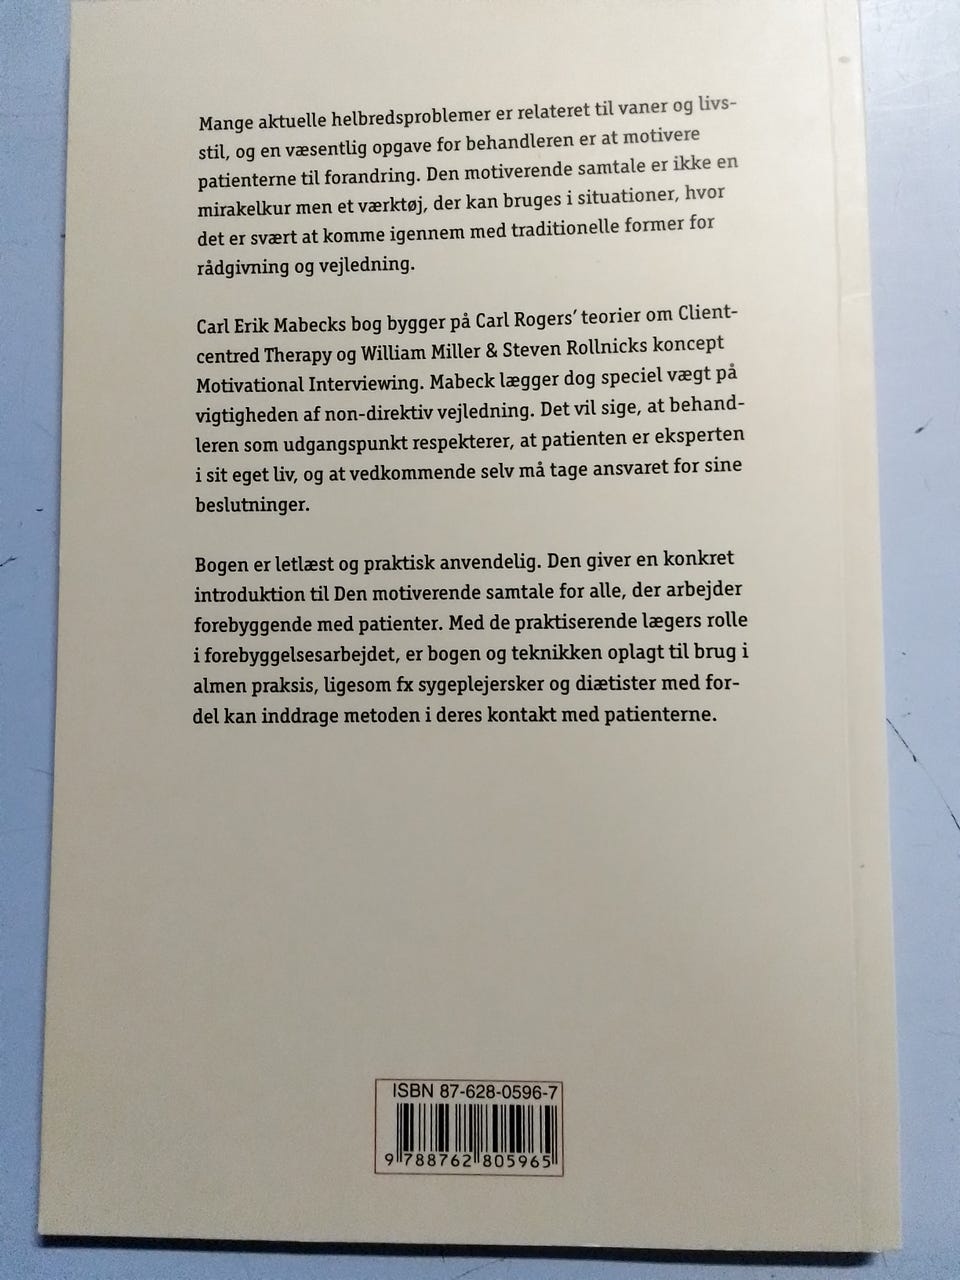 Mange aktuelle helbredsproblemer er relateret til vaner og livs-
stil, og en væsentlig opgave for behandleren er at motivere
patienterne til forandring. Den motiverende samtale er ikke en
mirakelkur men et værktøj, der kan bruges i situationer, hvor
det er svært at komme igennem med traditionelle former for
rådgivning og vejledning.
Carl Erik Mabecks bog bygger på Carl Rogers' teorier om Client-
centred Therapy og William Miller & Steven Rollnicks koncept
Motivational Interviewing. Mabeck lægger dog speciel vægt på
vigtigheden af non-direktiv vejledning. Det vil sige, at behand-
leren som udgangspunkt respekterer, at patienten er eksperten
i sit eget liv, og at vedkommende selv må tage ansvaret for sine
beslutninger.
Bogen er letlæst og praktisk anvendelig. Den giver en konkret
introduktion til Den motiverende samtale for alle, der arbejder
forebyggende med patienter. Med de praktiserende lægers rolle
i forebyggelsesarbejdet, er bogen og teknikken oplagt til brug i
almen praksis, ligesom fx sygeplejersker og diætister med for-
del kan inddrage metoden i deres kontakt med patienterne.
ISBN 87-628-0596-7
9 788762 805965